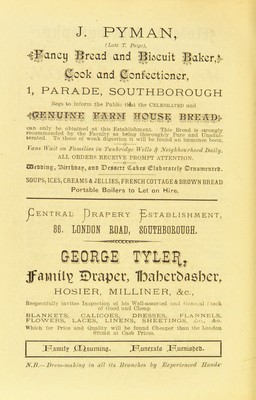 J. PYMAN,
(Late T. Paige),
Fancy Bread and Biscuit Baker,
Cook and Confectioner,
1, PARADE, SOUTHBOROUGH
Begs to inform the Public that the CELEBRATED and
GENUINE FARM HOUSE BREAD
can only be obtained at this Establishment. This Bread is strongly
recommended by the Faculty as being thoroughly Pure and Unadul-
terated. To those of weak digestion it will be found an immense boon.
Vans Wait on Families in Tunbridge Wells & Neighbourhood Daily.
ALL ORDERS RECEIVE PROMPT ATTENTION.
Wedding, Birthday, and Dessert Cakes Elaborately Ornamented.
SOUPS, ICES, CREAMS & JELLIES, FRENCH COTTAGE & BROWN BREAD
Portable Boilers to Let on Hire.
CENTRAL DRAPERY ESTABLISHMENT,
86, LONDON ROAD, SOUTHBOROUGH.
GEORGE TYLER,
Family Draper, Haberdasher,
HOSIER, MILLINER, &c.,
Respectfully invites Inspection of his Well-assorted and General Stock
of Good and Cheap
BLANKETS, CALICOES, DRESSES, FLANNELS,
FLOWERS, LACES, LINENS, SHEETINGS, &c., &c.
Which for Price and Quality will be found Cheaper than the London
at Cash Prices.
Family Mourning. Funerals Furnished.
N.B.—Dress-making in all its Branches by Experienced Hands